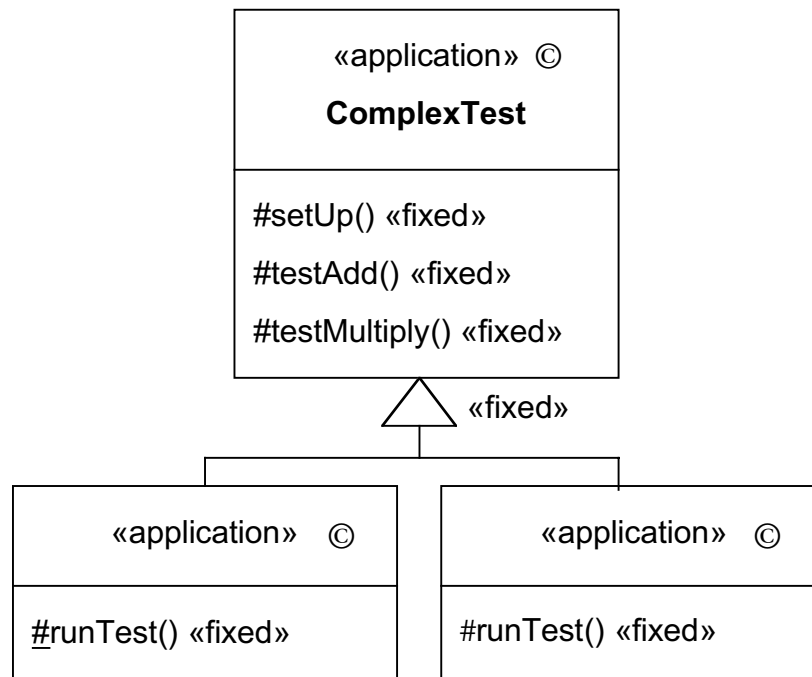 «application» ©
ComplexTest
#setUp() «fixed»
#testAdd() «fixed»
#testMultiply() «fixed»
«fixed»
«application» ©
#runTest() «fixed»
«application» ©
#runTest() «fixed»